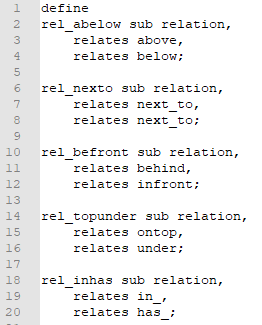 1 define
2 rel_abelow sub relation,
3 relates above,
4 relates below;
5
6 rel_nexto sub relation,
7 relates next_to,
8 relates next_to;
9
10 rel_befront sub relation,
11 relates behind,
12 relates infront;
13
14 rel_topunder sub relation,
15 relates ontop,
16 relates under;
17
18 rel_inhas sub relation,
19 relates in_,
20 relates has_;